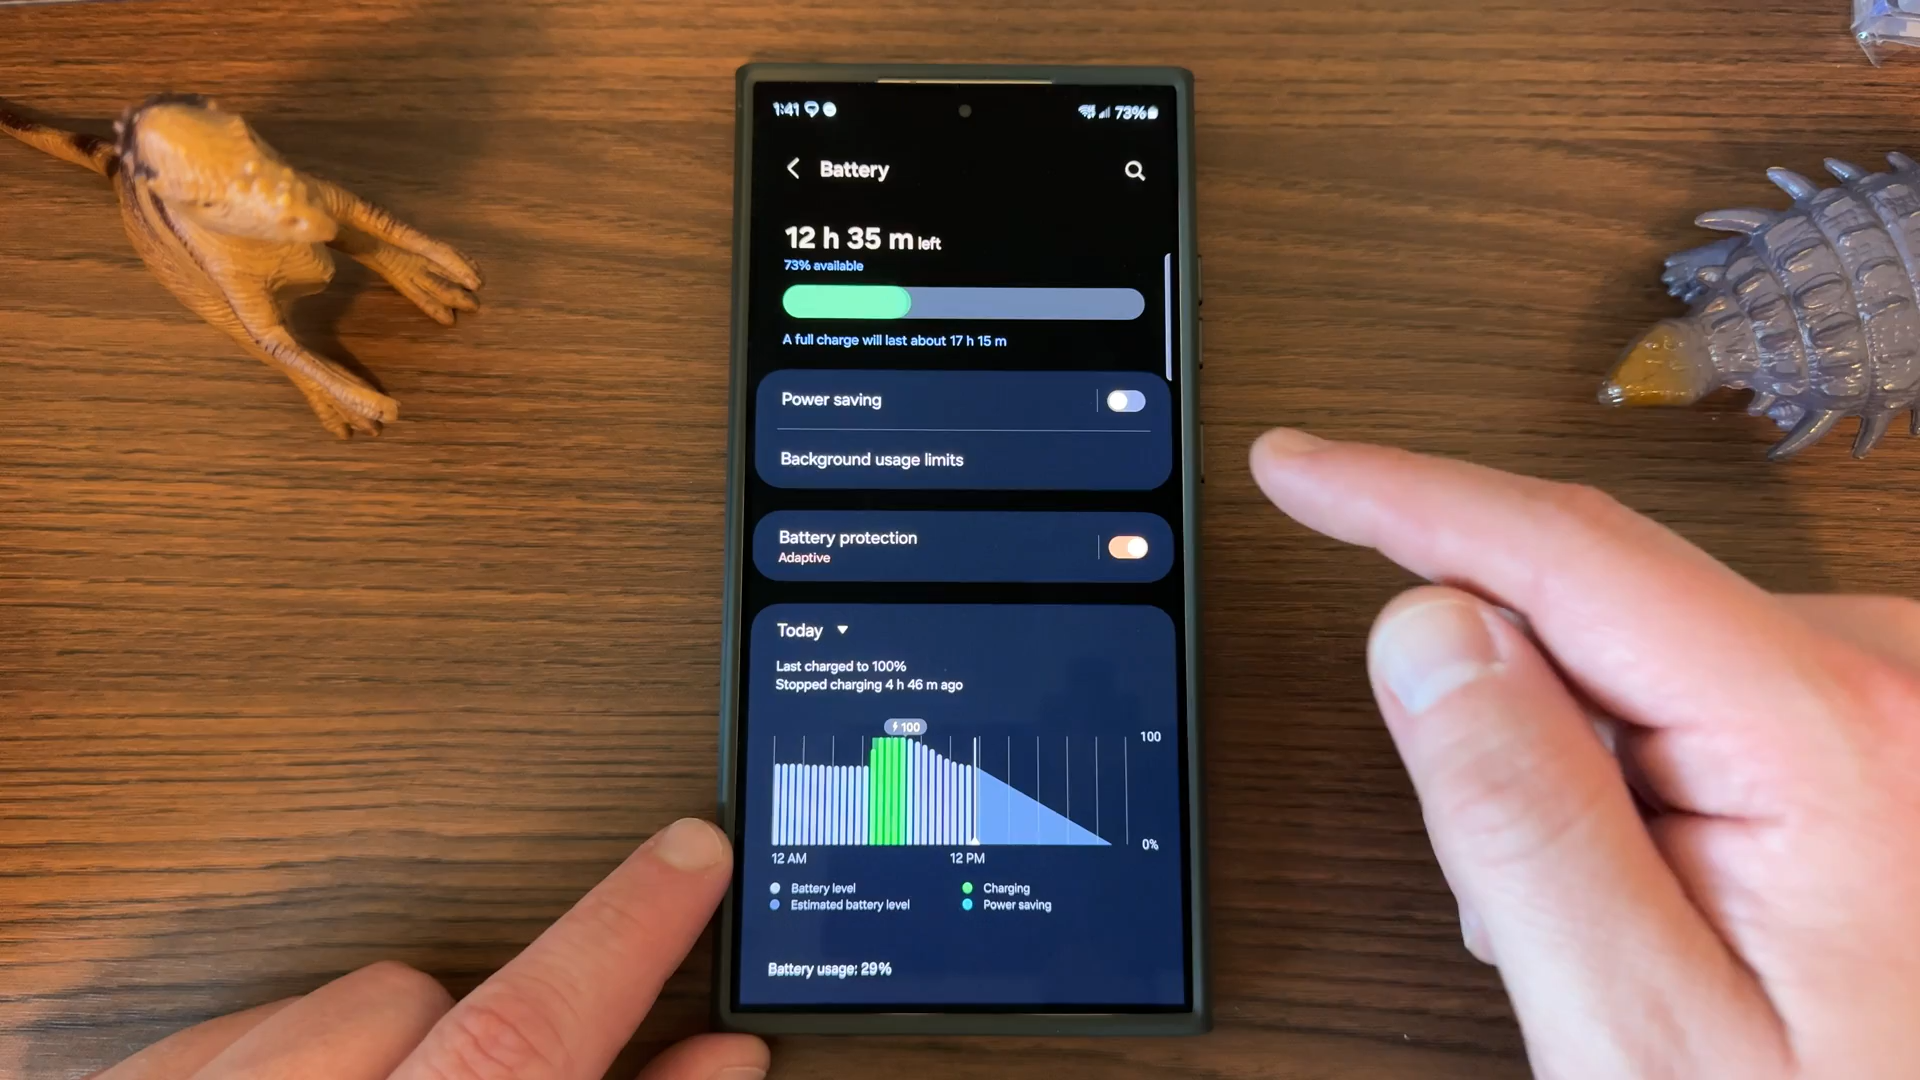 1:41 73%
Battery
12 h 35 m left
73% available
A full charge will last about 17 h 15 m
Power saving
Background usage limits
Battery protection
Adaptive
Today
Last charged to 100%
Stopped charging 4 h 46 m ago
100
100
0%
12 AM 12 PM
Battery level Charging
Estimated battery level Power saving
Battery usage: 29%